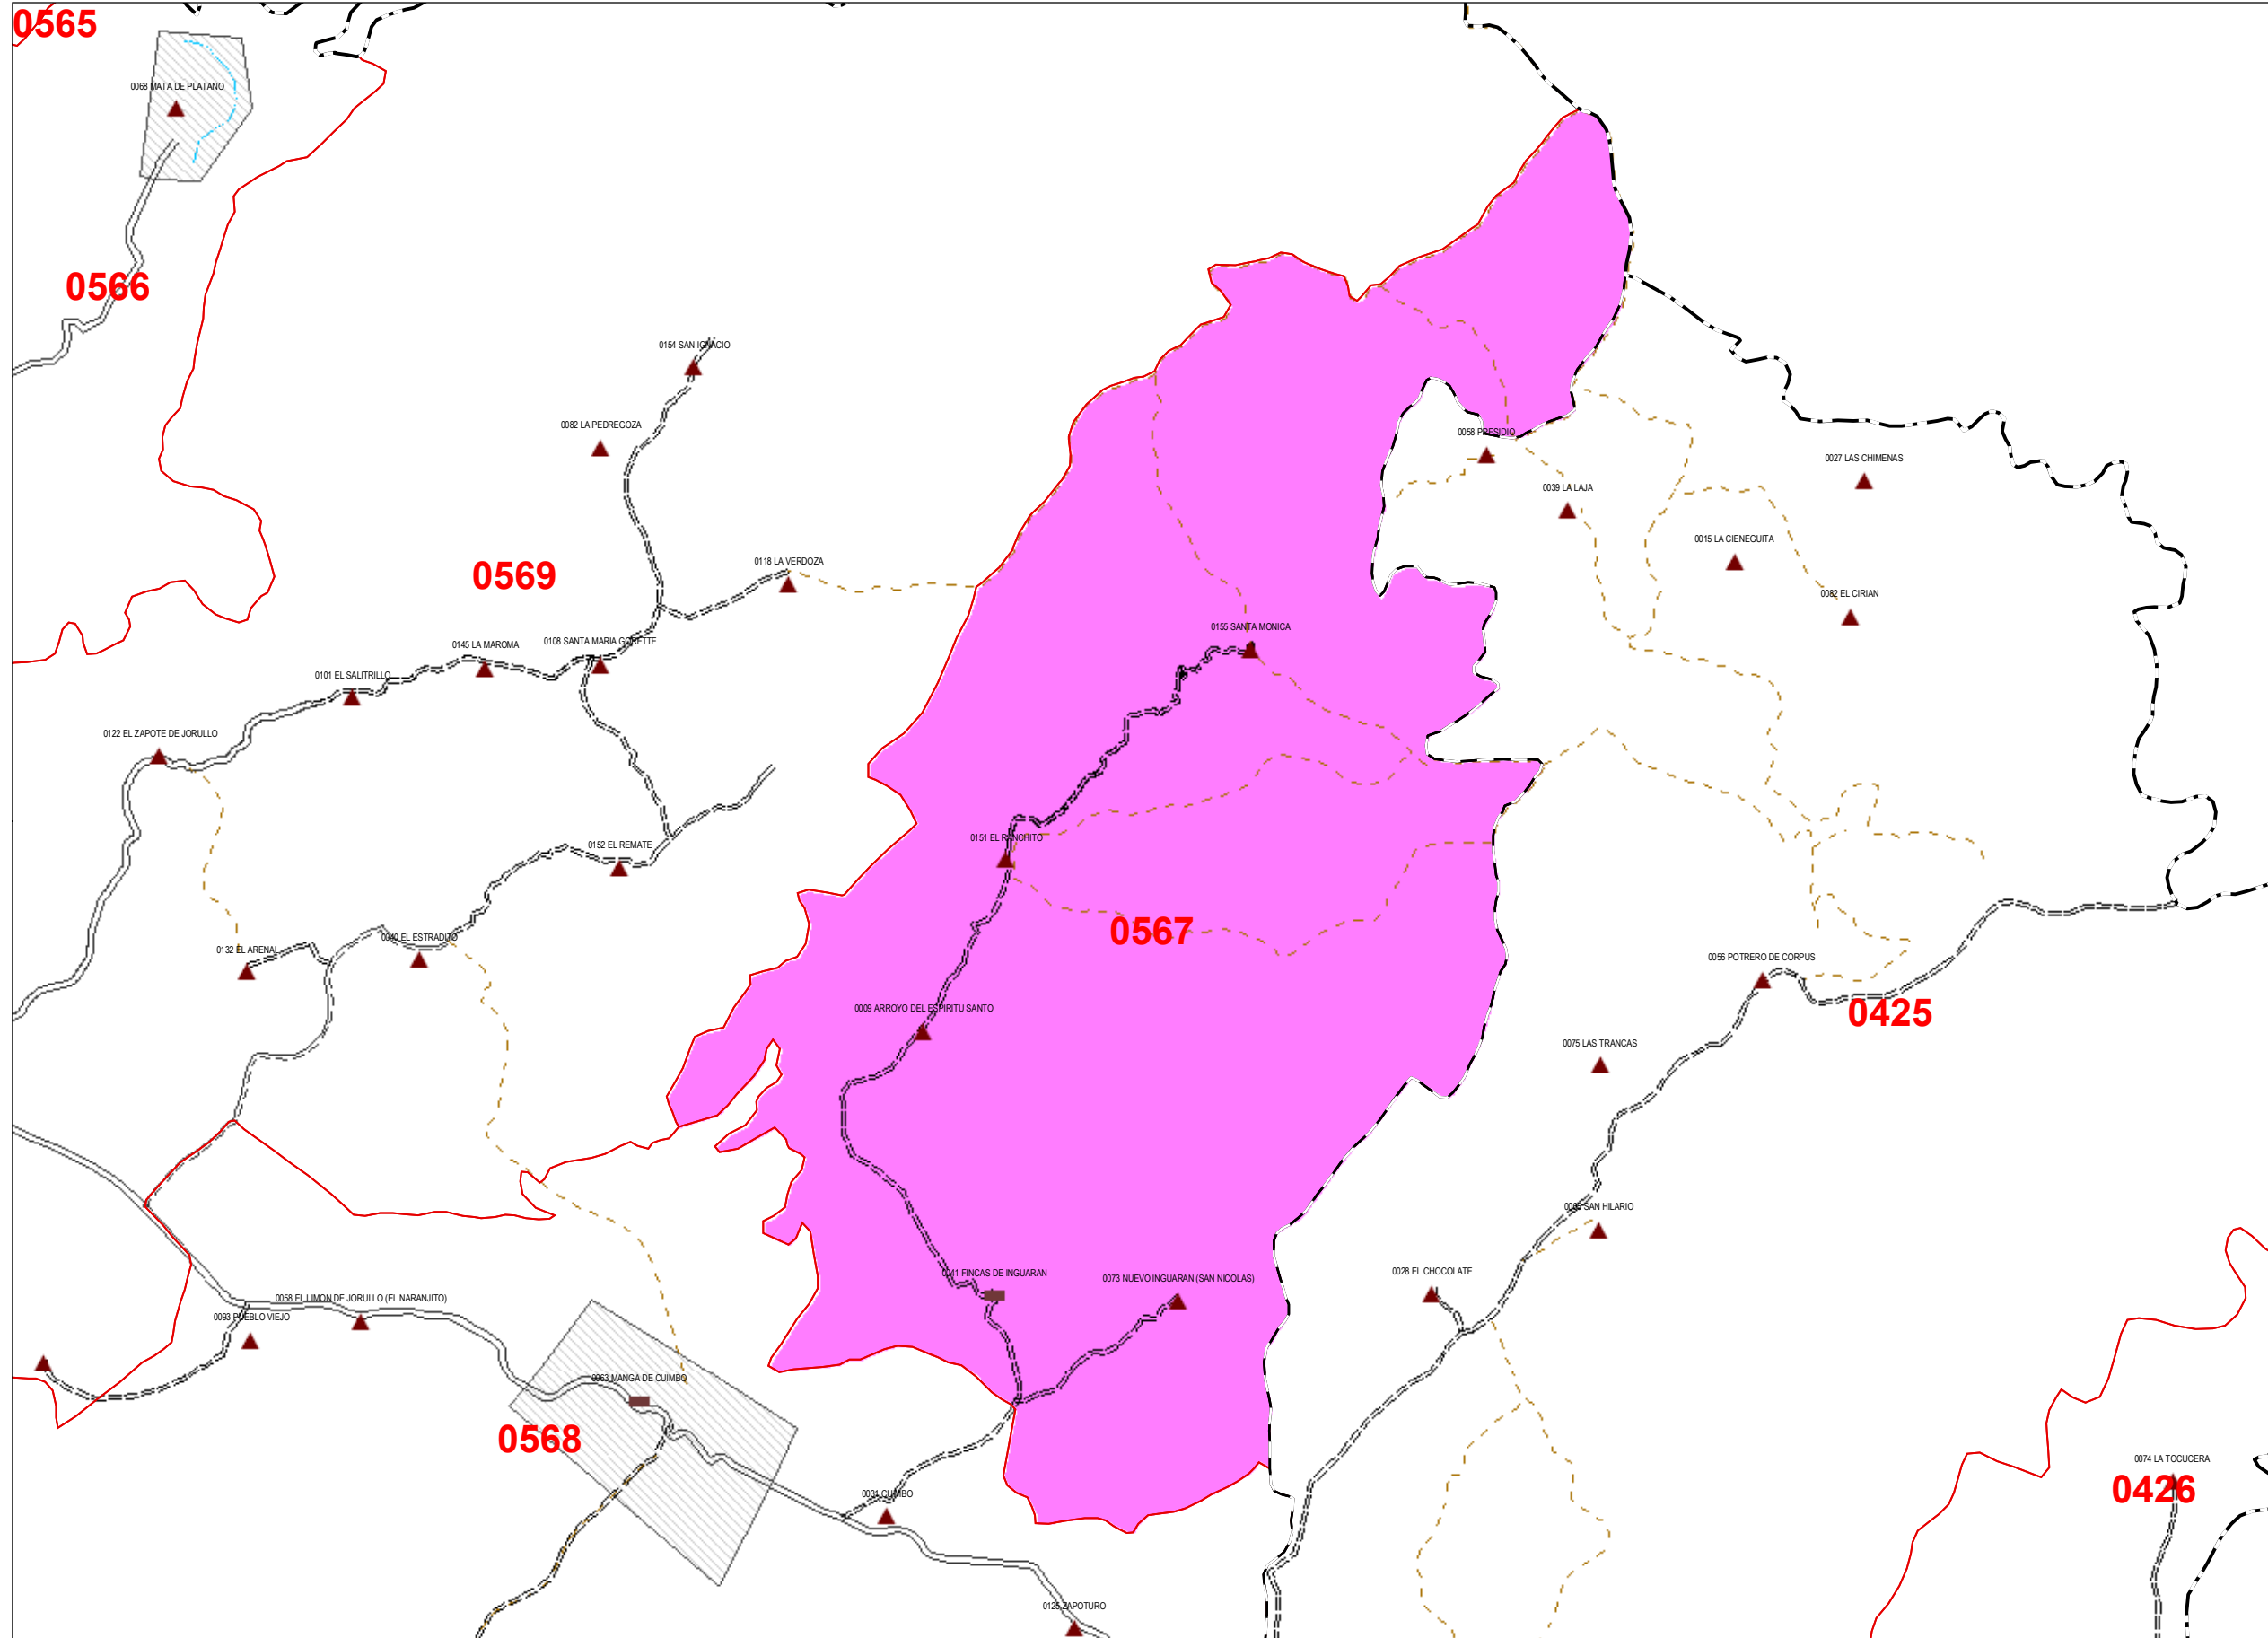 0565
0068 MATA DE PLATANO
0566
0154 SAN IGNACIO
0082 LA PEDREGOZA
0058 PRESIDIO
0027 LAS CHIMENAS
0039 LA LAJA
0015 LA CIENEGUITA
0569
0118 LA VERDOZA
0082 EL CIRIAN
0155 SANTA MONICA
0145 LA MAROMA
0108 SANTA MARIA GORETTE
0101 EL SALITRILLO
0122 EL ZAPOTE DE JORULLO
0151 EL RANCHITO
0152 EL REMATE
0567
0040 EL ESTRADITO
0132 EL ARENAL
0056 POTRERO DE CORPUS
0009 ARROYO DEL ESPIRITU SANTO
0425
0075 LAS TRANCAS
SAN HILARIO
0041 FINCAS DE INGUARAN
0073 NUEVO INGUARAN (SAN NICOLAS)
0028 EL CHOCOLATE
0058 EL LIMON DE JORULLO (EL NARANJITO)
0093 PUEBLO VIEJO
0063 MANGA DE CUIMBO
0568
0074 LA TOCUCERA
0426
0031 CUIMBO
0125 ZAPOTURO